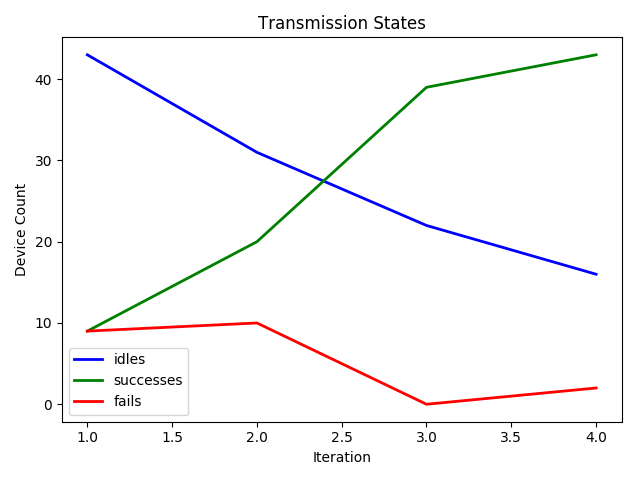 Transmission States
Device Count
40
30
20
10
0
idles
successes
fails
1.0 1.5 2.0 2.5 3.0 3.5 4.0
Iteration